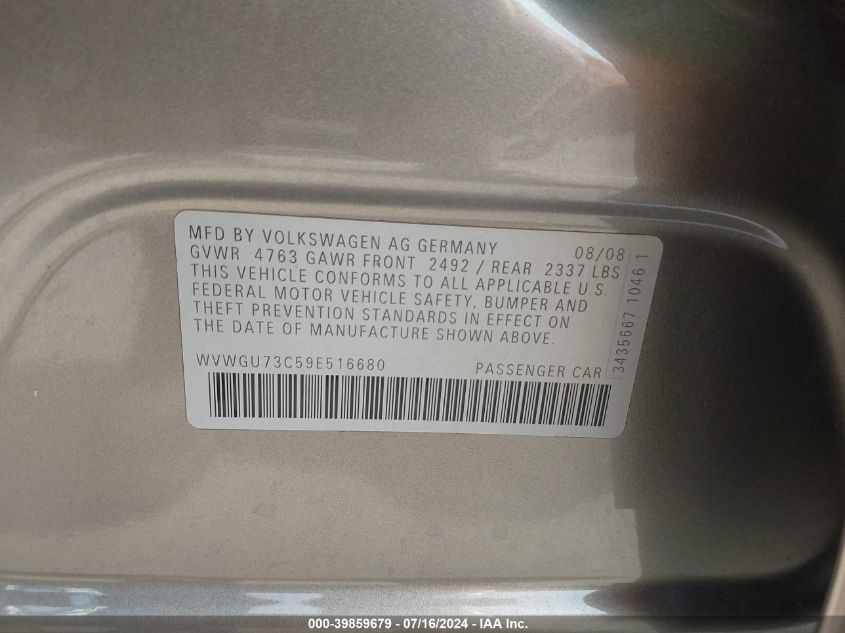 MFD BY VOLKSWAGEN AG GERMANY 08/08
GVWR 4763 GAWR FRONT 2492 / REAR 2337 LBS
THIS VEHICLE CONFORMS TO ALL APPLICABLE U.S.
FEDERAL MOTOR VEHICLE SAFETY, BUMPER AND
THEFT PREVENTION STANDARDS IN EFFECT ON
THE DATE OF MANUFACTURE SHOWN ABOVE.
WVWGU73C59E516680 PASSENGER CAR
3435667 1046 1
000-39859679 - 07/16/2024 - IAA Inc.